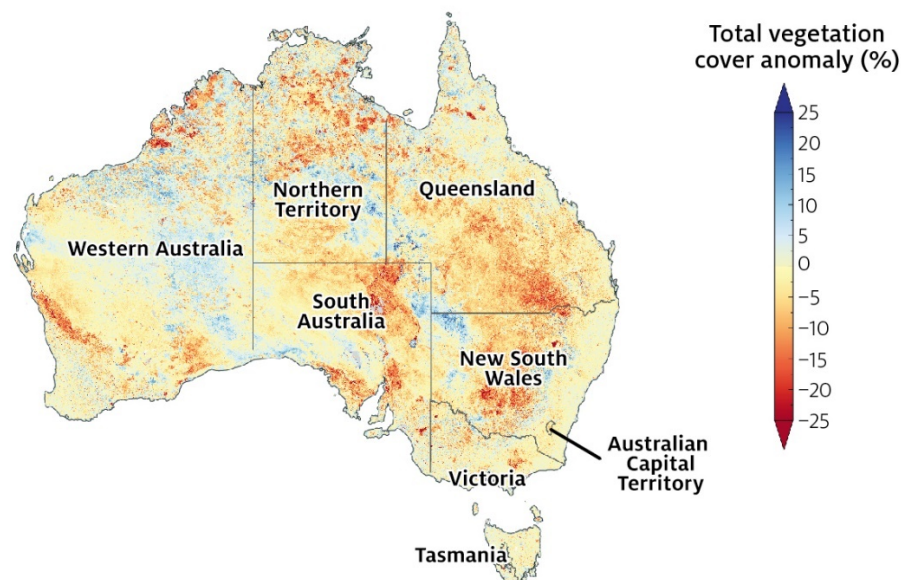 Total vegetation
cover anomaly (%)
25
20
15
10
5
0
−5
−10
−15
−20
−25
Northern
Territory
Queensland
Western Australia
South
Australia
New South
Wales
Australian
Capital
Territory
Victoria
Tasmania